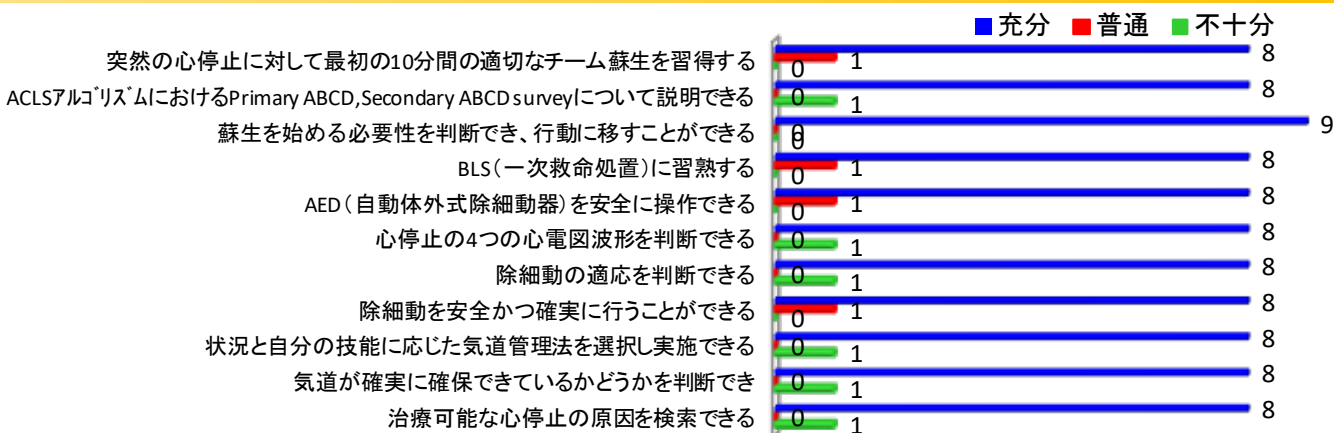 ■充分 ■普通 ■不十分
突然の心停止に対して最初の10分間の適切なチーム蘇生を習得する 8 1 0
ACLSアルゴリズムにおけるPrimary ABCD,Secondary ABCD surveyについて説明できる 8 0 1
蘇生を始める必要性を判断でき、行動に移すことができる 9 0 0
BLS(一次救命処置)に習熟する 8 1 0
AED(自動体外式除細動器)を安全に操作できる 8 1 0
心停止の4つの心電図波形を判断できる 8 0 1
除細動の適応を判断できる 8 0 1
除細動を安全かつ確実に行うことができる 8 1 0
状況と自分の技能に応じた気道管理法を選択し実施できる 8 0 1
気道が確実に確保できているかどうかを判断でき 8 0 1
治療可能な心停止の原因を検索できる 8 0 1